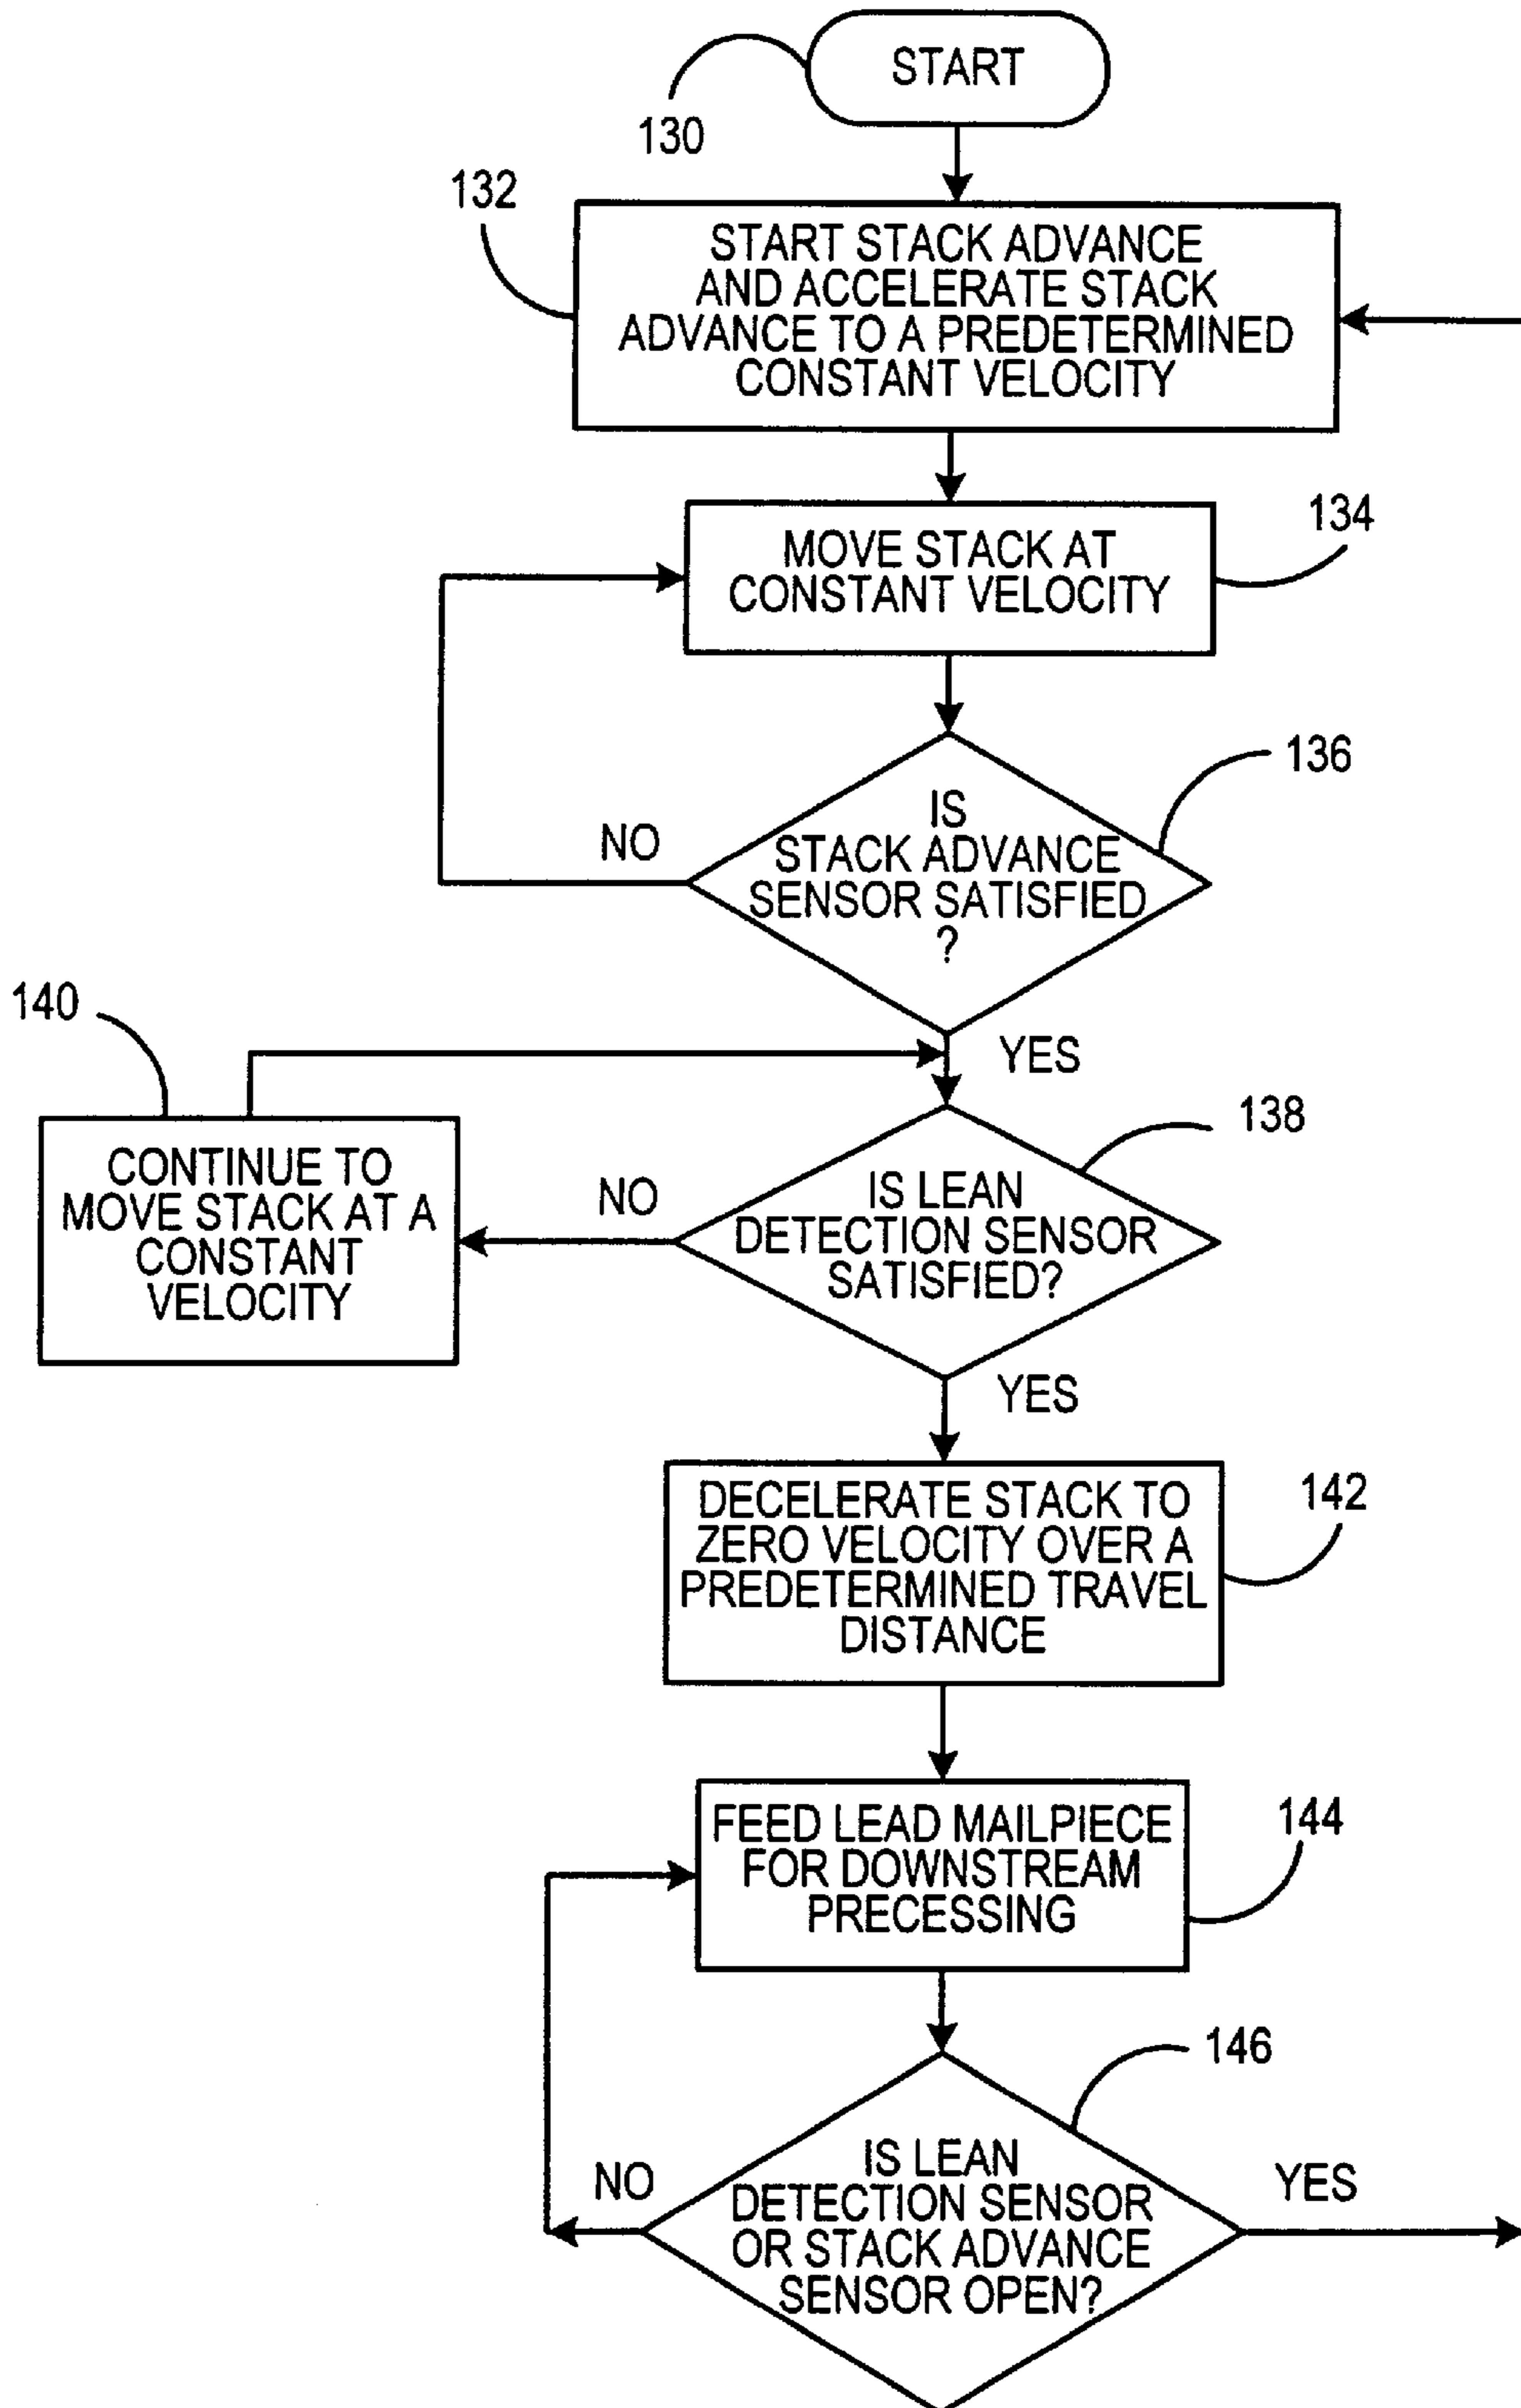 START
130
132
START STACK ADVANCE
AND ACCELERATE STACK
ADVANCE TO A PREDETERMINED
CONSTANT VELOCITY
134
MOVE STACK AT
CONSTANT VELOCITY
136
IS
STACK ADVANCE
SENSOR SATISFIED
?
NO
YES
140
CONTINUE TO
MOVE STACK AT A
CONSTANT
VELOCITY
138
IS LEAN
DETECTION SENSOR
SATISFIED?
NO
YES
142
DECELERATE STACK TO
ZERO VELOCITY OVER A
PREDETERMINED TRAVEL
DISTANCE
144
FEED LEAD MAILPIECE
FOR DOWNSTREAM
PRECESSING
146
IS LEAN
DETECTION SENSOR
OR STACK ADVANCE
SENSOR OPEN?
NO
YES